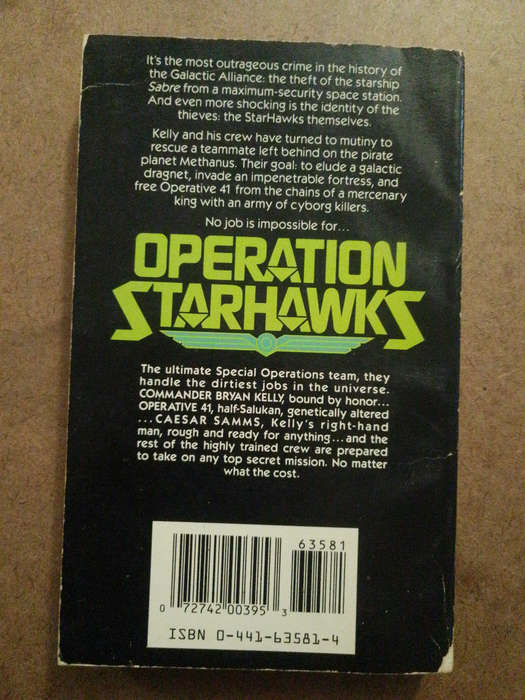 It's the most outrageous crime in the history of
the Galactic Alliance: the theft of the starship
Sabre from a maximum-security space station.
And even more shocking is the identity of the
thieves: the StarHawks themselves.
Kelly and his crew have turned to mutiny to
rescue a teammate left behind on the pirate
planet Methanus. Their goal: to elude a galactic
dragnet, invade an impenetrable fortress, and
free Operative 41 from the chains of a mercenary
king with an army of cyborg killers.
No job is impossible for...
OPERATION
STARHAWKS
The ultimate Special Operations team, they
handle the dirtiest jobs in the universe.
COMMANDER BRYAN KELLY, bound by honor...
OPERATIVE 41, half-Salukan, genetically altered
...CAESAR SAMMS, Kelly's right-hand
man, rough and ready for anything...and the
rest of the highly trained crew are prepared
to take on any top secret mission. No matter
what the cost.
63581
0 72742 00395 3
ISBN 0-441-63581-4